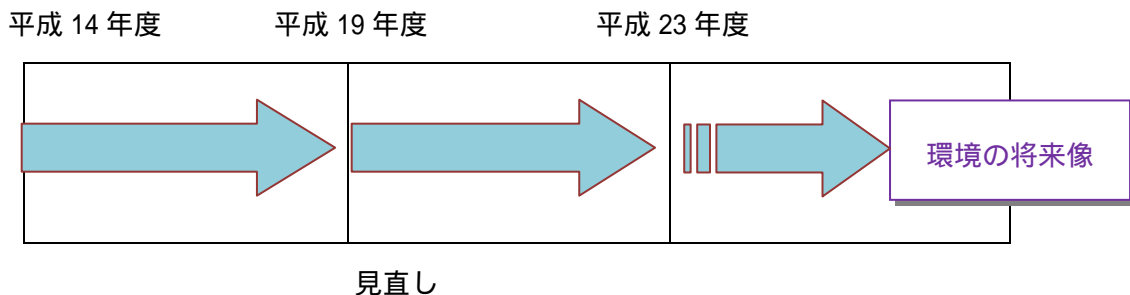 平成 14 年度 平成 19 年度 平成 23 年度
環境の将来像
見直し